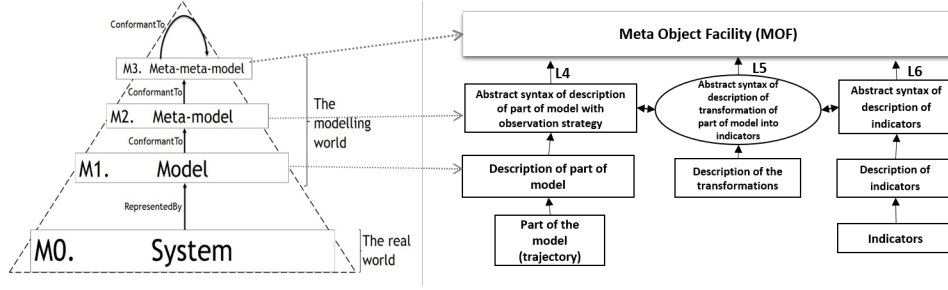 ConformantTo
M3. Meta-meta-model
ConformantTo
M2. Meta-model
ConformantTo
M1. Model
RepresentedBy
M0. System
The
modelling
world
The real
world
Meta Object Facility (MOF)
L4
L5
L6
Abstract syntax of description
of part of model with
observation strategy
Abstract syntax of
description of
transformation of
part of model into
indicators
Abstract syntax of
description of
indicators
Description of part of
model
Description of the
transformations
Description of
indicators
Part of the
model
(trajectory)
Indicators